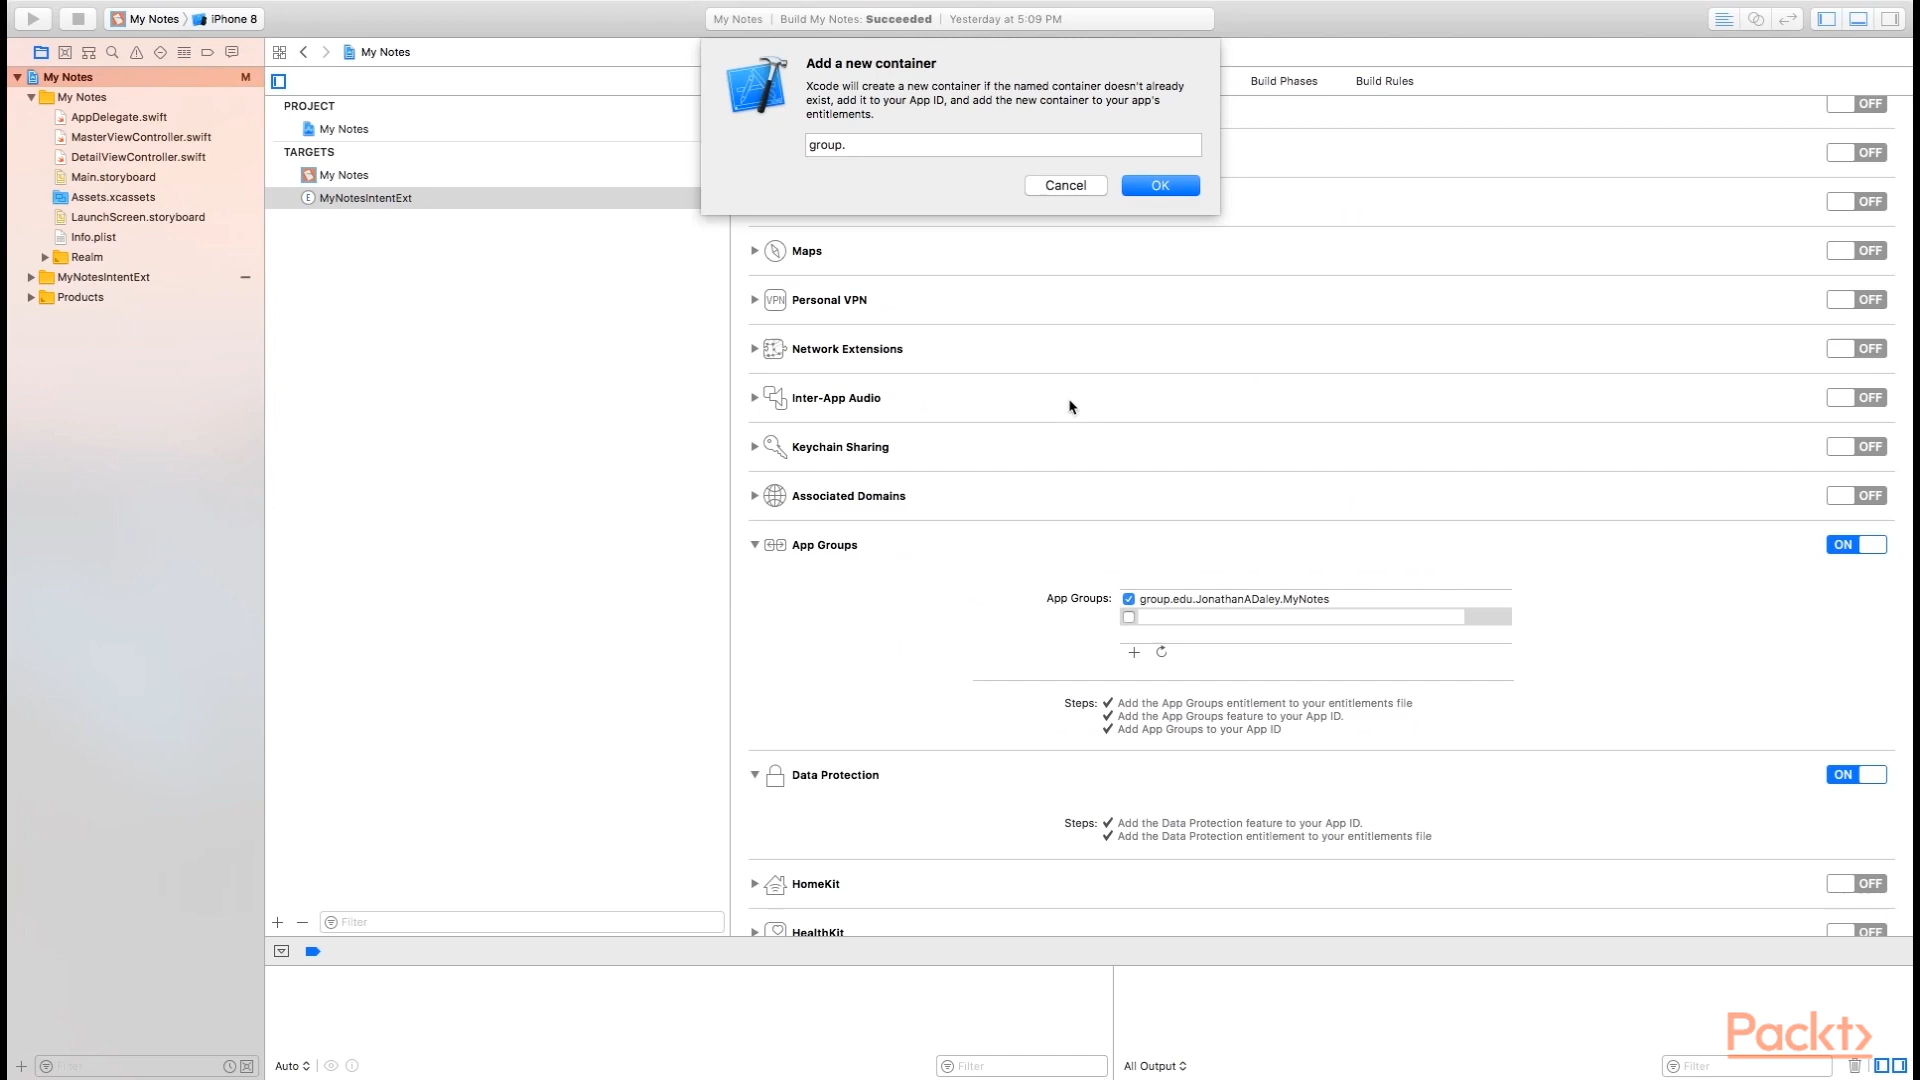 My Notes
iPhone 8
My Notes | Build My Notes: Succeeded | Yesterday at 5:09 PM
My Notes
My Notes M
My Notes
AppDelegate.swift
MasterViewController.swift
DetailViewController.swift
Main.storyboard
Assets.xcassets
LaunchScreen.storyboard
Info.plist
Realm
MyNotesIntentExt
Products
PROJECT
My Notes
TARGETS
My Notes
E MyNotesIntentExt
Add a new container
Xcode will create a new container if the named container doesn't already
exist, add it to your App ID, and add the new container to your app's
entitlements.
group.
Cancel
OK
Build Phases
Build Rules
OFF
OFF
OFF
Maps OFF
VPN Personal VPN OFF
Network Extensions OFF
Inter-App Audio OFF
Keychain Sharing OFF
Associated Domains OFF
App Groups ON
App Groups: group.edu.JonathanADaley.MyNotes
Steps: ✔ Add the App Groups entitlement to your entitlements file
✔ Add the App Groups feature to your App ID.
✔ Add App Groups to your App ID
Data Protection ON
Steps: ✔ Add the Data Protection feature to your App ID.
✔ Add the Data Protection entitlement to your entitlements file
HomeKit OFF
HealthKit OFF
Filter
Filter
Auto
Filter
All Output
Filter
Packt